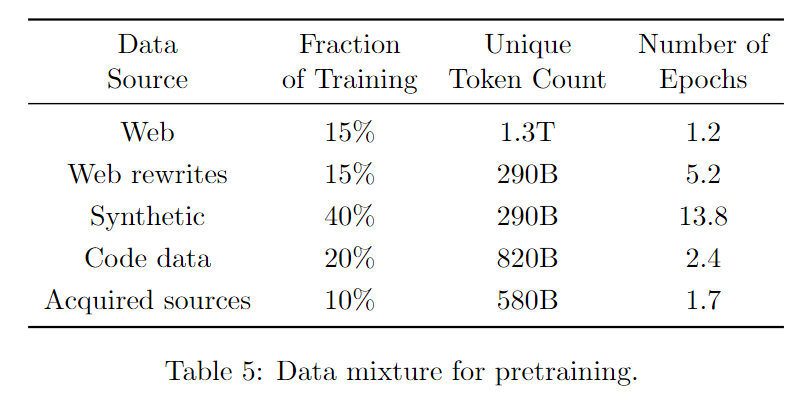 Data Fraction Unique Number of
Source of Training Token Count Epochs
Web 15% 1.3T 1.2
Web rewrites 15% 290B 5.2
Synthetic 40% 290B 13.8
Code data 20% 820B 2.4
Acquired sources 10% 580B 1.7
Table 5: Data mixture for pretraining.